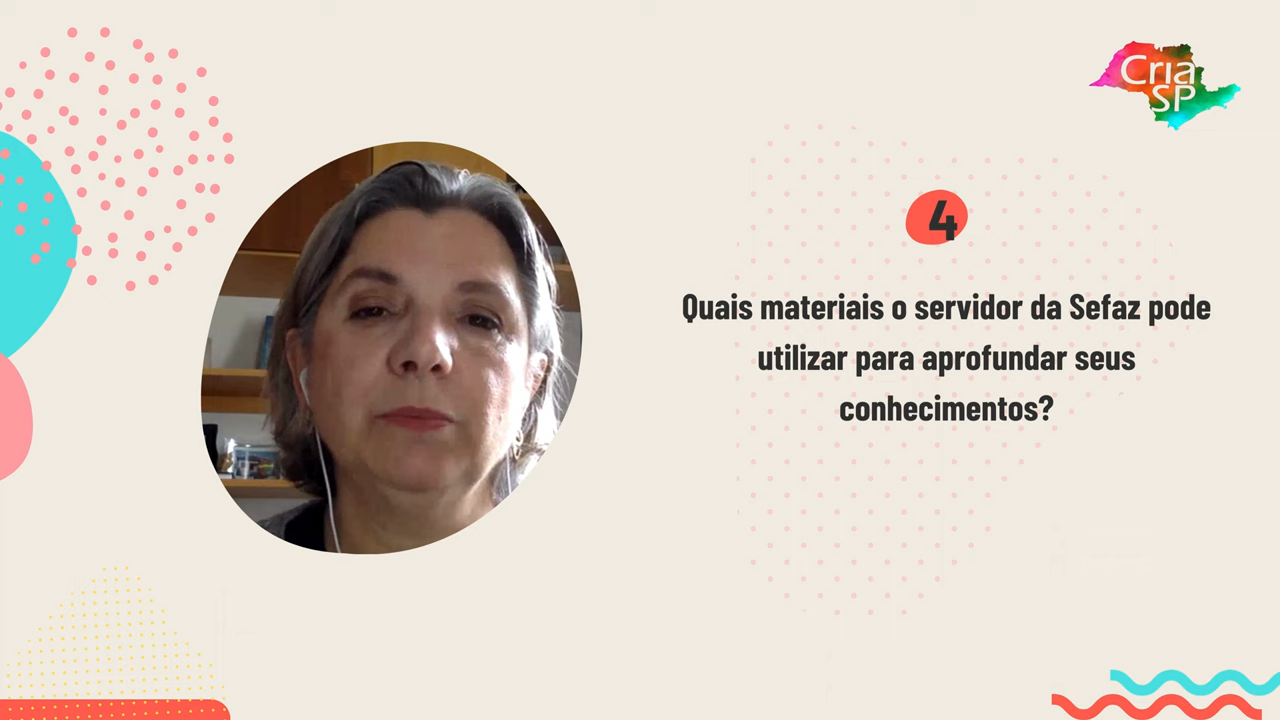 Cria
SP
4
Quais materiais o servidor da Sefaz pode
utilizar para aprofundar seus
conhecimentos?